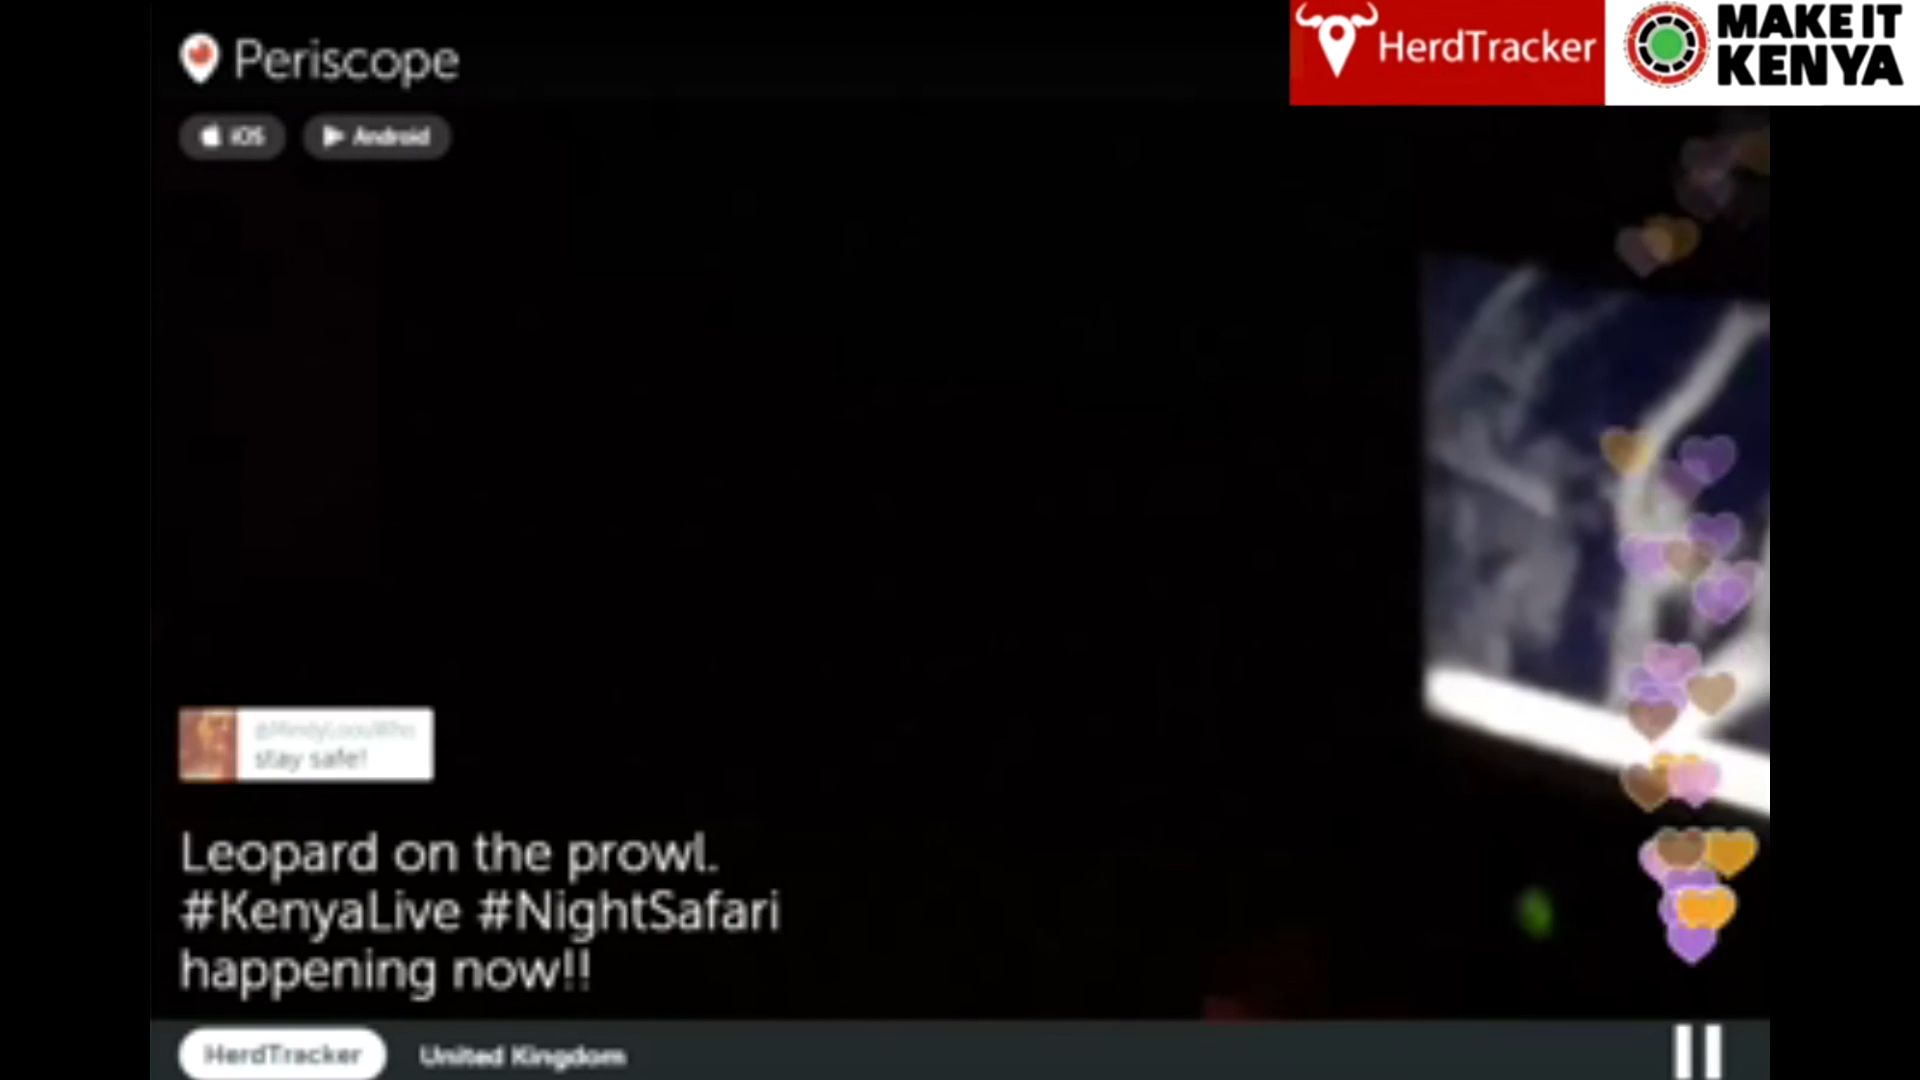 Periscope
HerdTracker
MAKE IT
KENYA
iOS
Android
stay safe!
Leopard on the prowl.
#KenyaLive #NightSafari
happening now!!
HerdTracker
United Kingdom